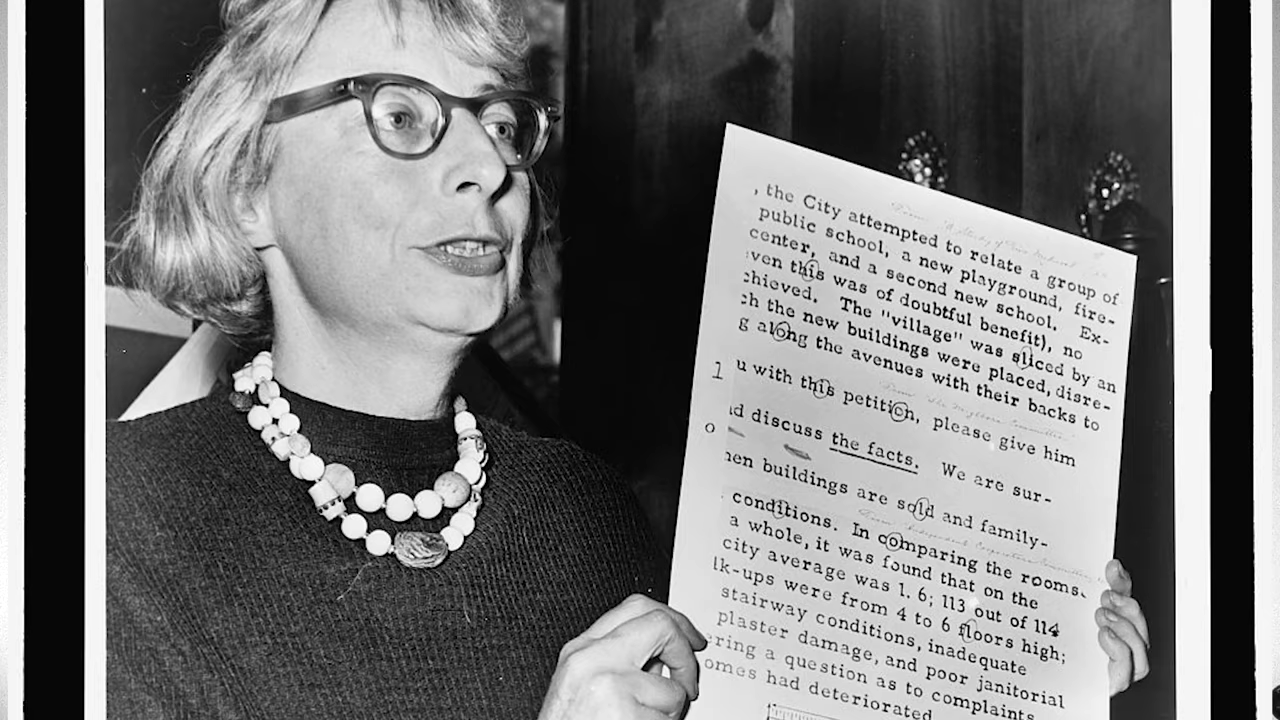 , the City attempted to relate a group of
public school, a new playground, fire-
center, and a second new school. Ex-
ven this was of doubtful benefit), no
chieved. The "village" was sliced by an
ch the new buildings were placed, disre-
g along the avenues with their backs to
1 u with this petition, please give him
nd discuss the facts. We are sur-
o
hen buildings are sold and family-
conditions. In comparing the rooms.
a whole, it was found that on the
city average was 1.6; 113 out of 114
lk-ups were from 4 to 6 floors high;
stairway conditions, inadequate
plaster damage, and poor janitorial
ering a question as to complaints
omes had deteriorated